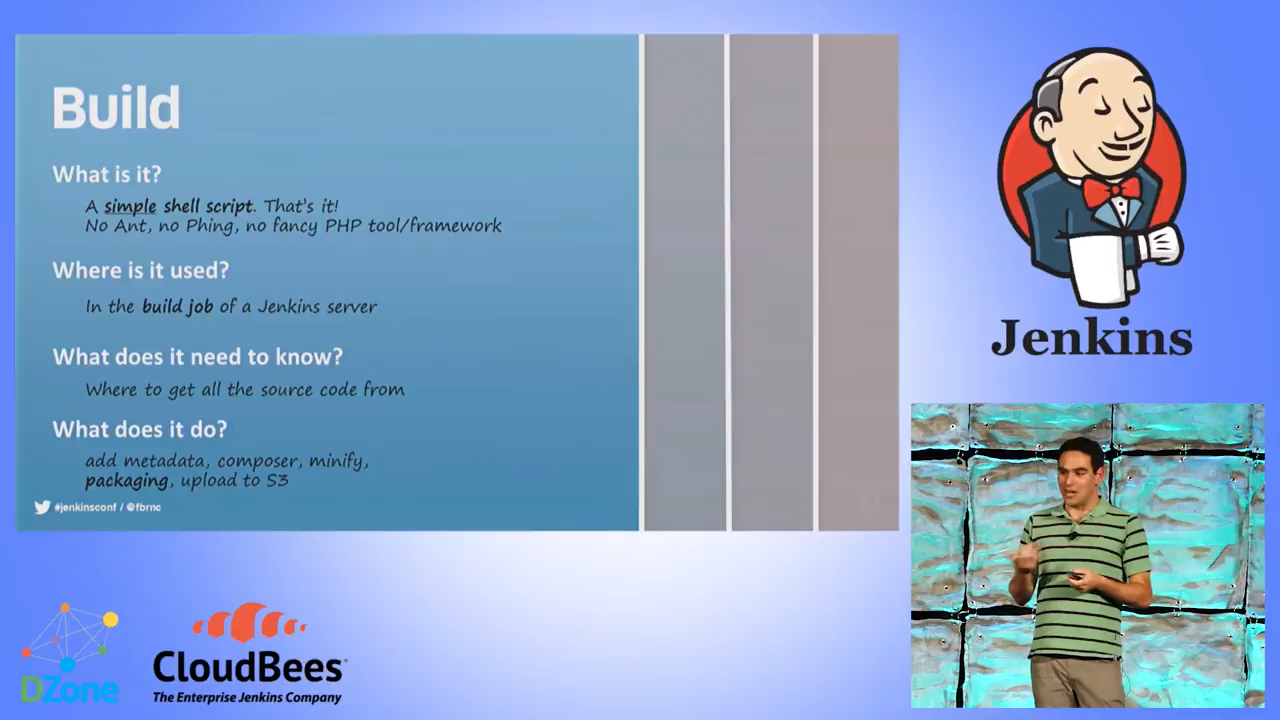 Build
What is it?
A simple shell script. That's it!
No Ant, no Phing, no fancy PHP tool/framework
Where is it used?
In the build job of a Jenkins server
What does it need to know?
Where to get all the source code from
What does it do?
add metadata, composer, minify,
packaging, upload to S3
#jenkinsconf / @fbrnc
Jenkins
DZone
CloudBees
The Enterprise Jenkins Company